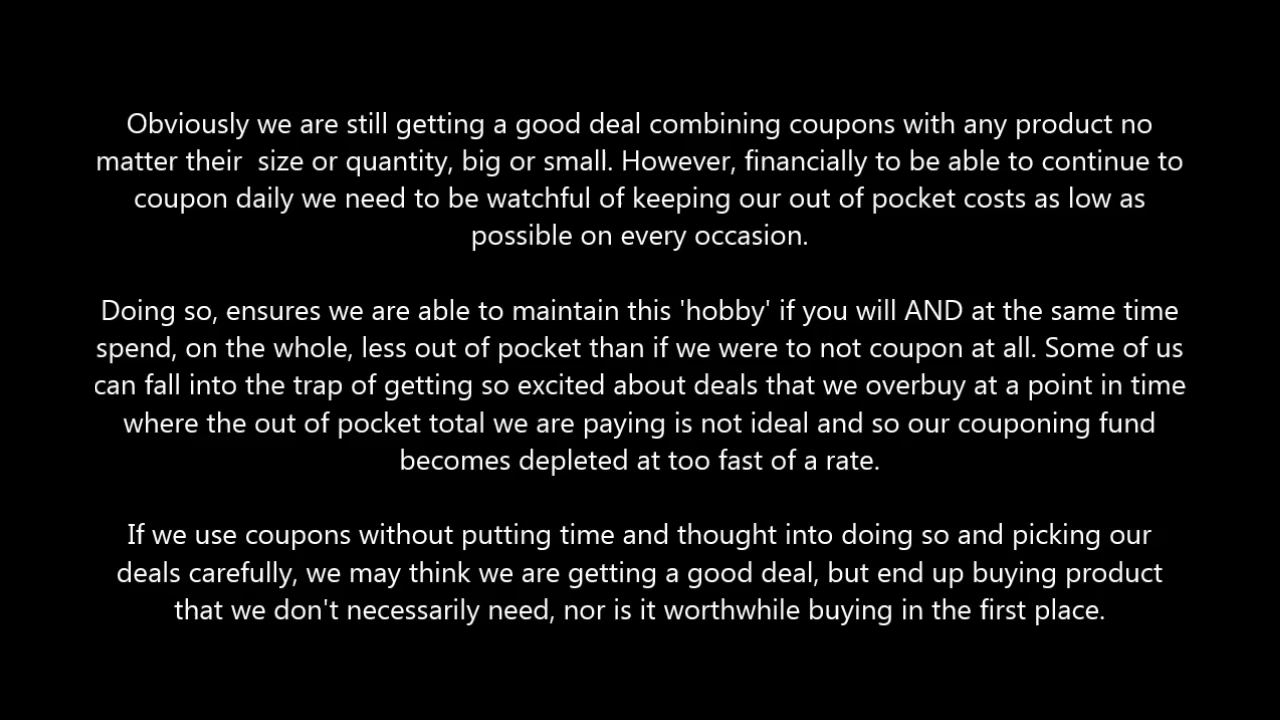 Obviously we are still getting a good deal combining coupons with any product no
matter their  size or quantity, big or small. However, financially to be able to continue to
coupon daily we need to be watchful of keeping our out of pocket costs as low as
possible on every occasion.
Doing so, ensures we are able to maintain this 'hobby' if you will AND at the same time
spend, on the whole, less out of pocket than if we were to not coupon at all. Some of us
can fall into the trap of getting so excited about deals that we overbuy at a point in time
where the out of pocket total we are paying is not ideal and so our couponing fund
becomes depleted at too fast of a rate.
If we use coupons without putting time and thought into doing so and picking our
deals carefully, we may think we are getting a good deal, but end up buying product
that we don't necessarily need, nor is it worthwhile buying in the first place.